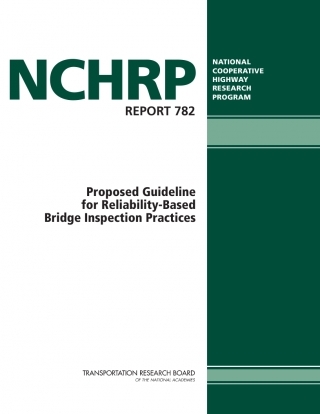 NCHRP
REPORT 782
NATIONAL
COOPERATIVE
HIGHWAY
RESEARCH
PROGRAM
Proposed Guideline
for Reliability-Based
Bridge Inspection Practices
TRANSPORTATION RESEARCH BOARD
OF THE NATIONAL ACADEMIES